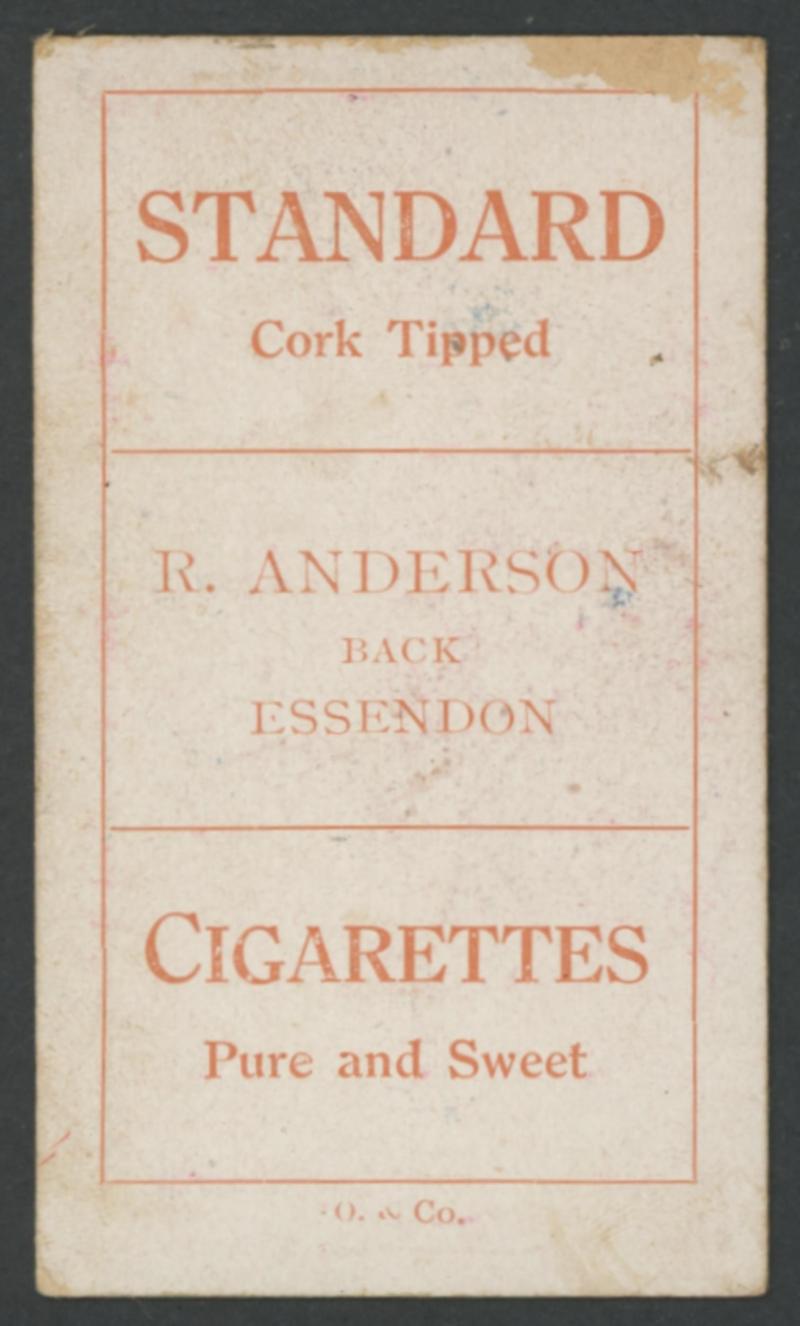 STANDARD
Cork Tipped
R. ANDERSON
BACK
ESSENDON
CIGARETTES
Pure and Sweet
O. & Co.